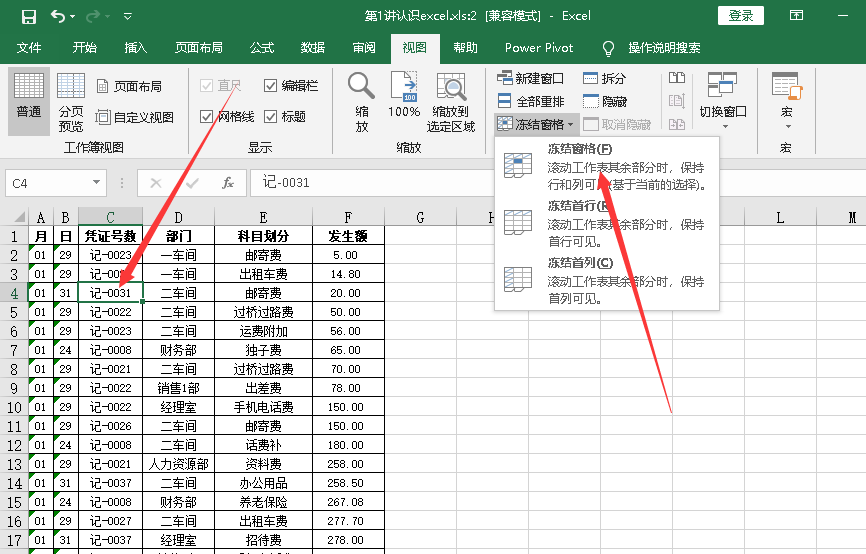 第1讲认识excel.xls:2 [兼容模式] - Excel
登录
文件 开始 插入 页面布局 公式 数据 审阅 视图 帮助 Power Pivot 操作说明搜索
普通
分页
预览
页面布局
自定义视图
工作簿视图
直尺
编辑栏
网格线
标题
显示
缩
放
100
100%
缩放到
选定区域
缩放
新建窗口
全部重排
冻结窗格
拆分
隐藏
取消隐藏
切换窗口
宏
宏
冻结窗格(F)
滚动工作表其余部分时，保持
行和列可见(基于当前的选择)。
冻结首行(R)
滚动工作表其余部分时，保持
首行可见。
冻结首列(C)
滚动工作表其余部分时，保持
首列可见。
C4 fx 记-0031
A B C D E F G H L M
1 月 日 凭证号数 部门 科目划分 发生额
2 01 29 记-0023 一车间 邮寄费 5.00
3 01 29 一车间 出租车费 14.80
4 01 31 记-0031 二车间 邮寄费 20.00
5 01 29 记-0022 二车间 过桥过路费 50.00
6 01 29 记-0023 二车间 运费附加 56.00
7 01 24 记-0008 财务部 独子费 65.00
8 01 29 记-0021 二车间 过桥过路费 70.00
9 01 29 记-0022 销售1部 出差费 78.00
10 01 29 记-0022 经理室 手机电话费 150.00
11 01 29 记-0026 二车间 邮寄费 150.00
12 01 24 记-0008 二车间 话费补 180.00
13 01 29 记-0021 人力资源部 资料费 258.00
14 01 31 记-0037 二车间 办公用品 258.50
15 01 24 记-0008 财务部 养老保险 267.08
16 01 29 记-0027 二车间 出租车费 277.70
17 01 31 记-0037 经理室 招待费 278.00